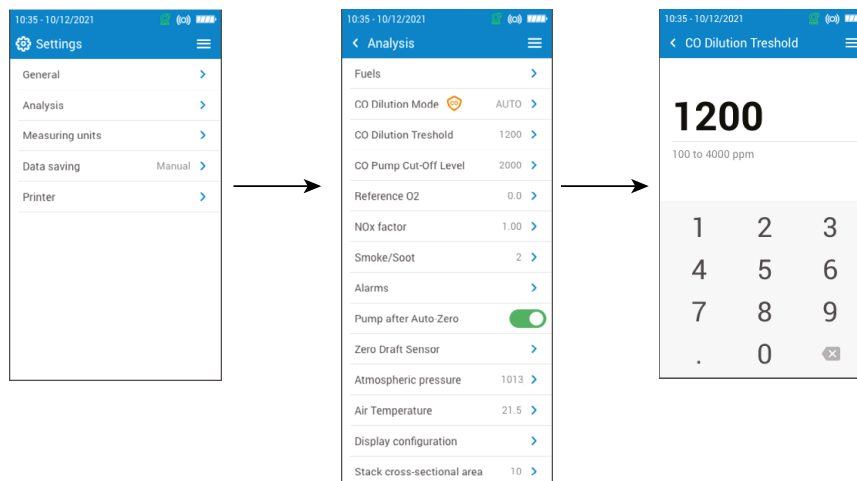 10:35 - 10/12/2021
Settings
General
Analysis
Measuring units
Data saving Manual
Printer
10:35 - 10/12/2021
Analysis
Fuels
CO Dilution Mode CO AUTO
CO Dilution Treshold 1200
CO Pump Cut-Off Level 2000
Reference O2 0.0
NOx factor 1.00
Smoke/Soot 2
Alarms
Pump after Auto-Zero
Zero Draft Sensor
Atmospheric pressure 1013
Air Temperature 21.5
Display configuration
Stack cross-sectional area 10
10:35 - 10/12/2021
CO Dilution Treshold
1200
100 to 4000 ppm
1 2 3
4 5 6
7 8 9
. 0